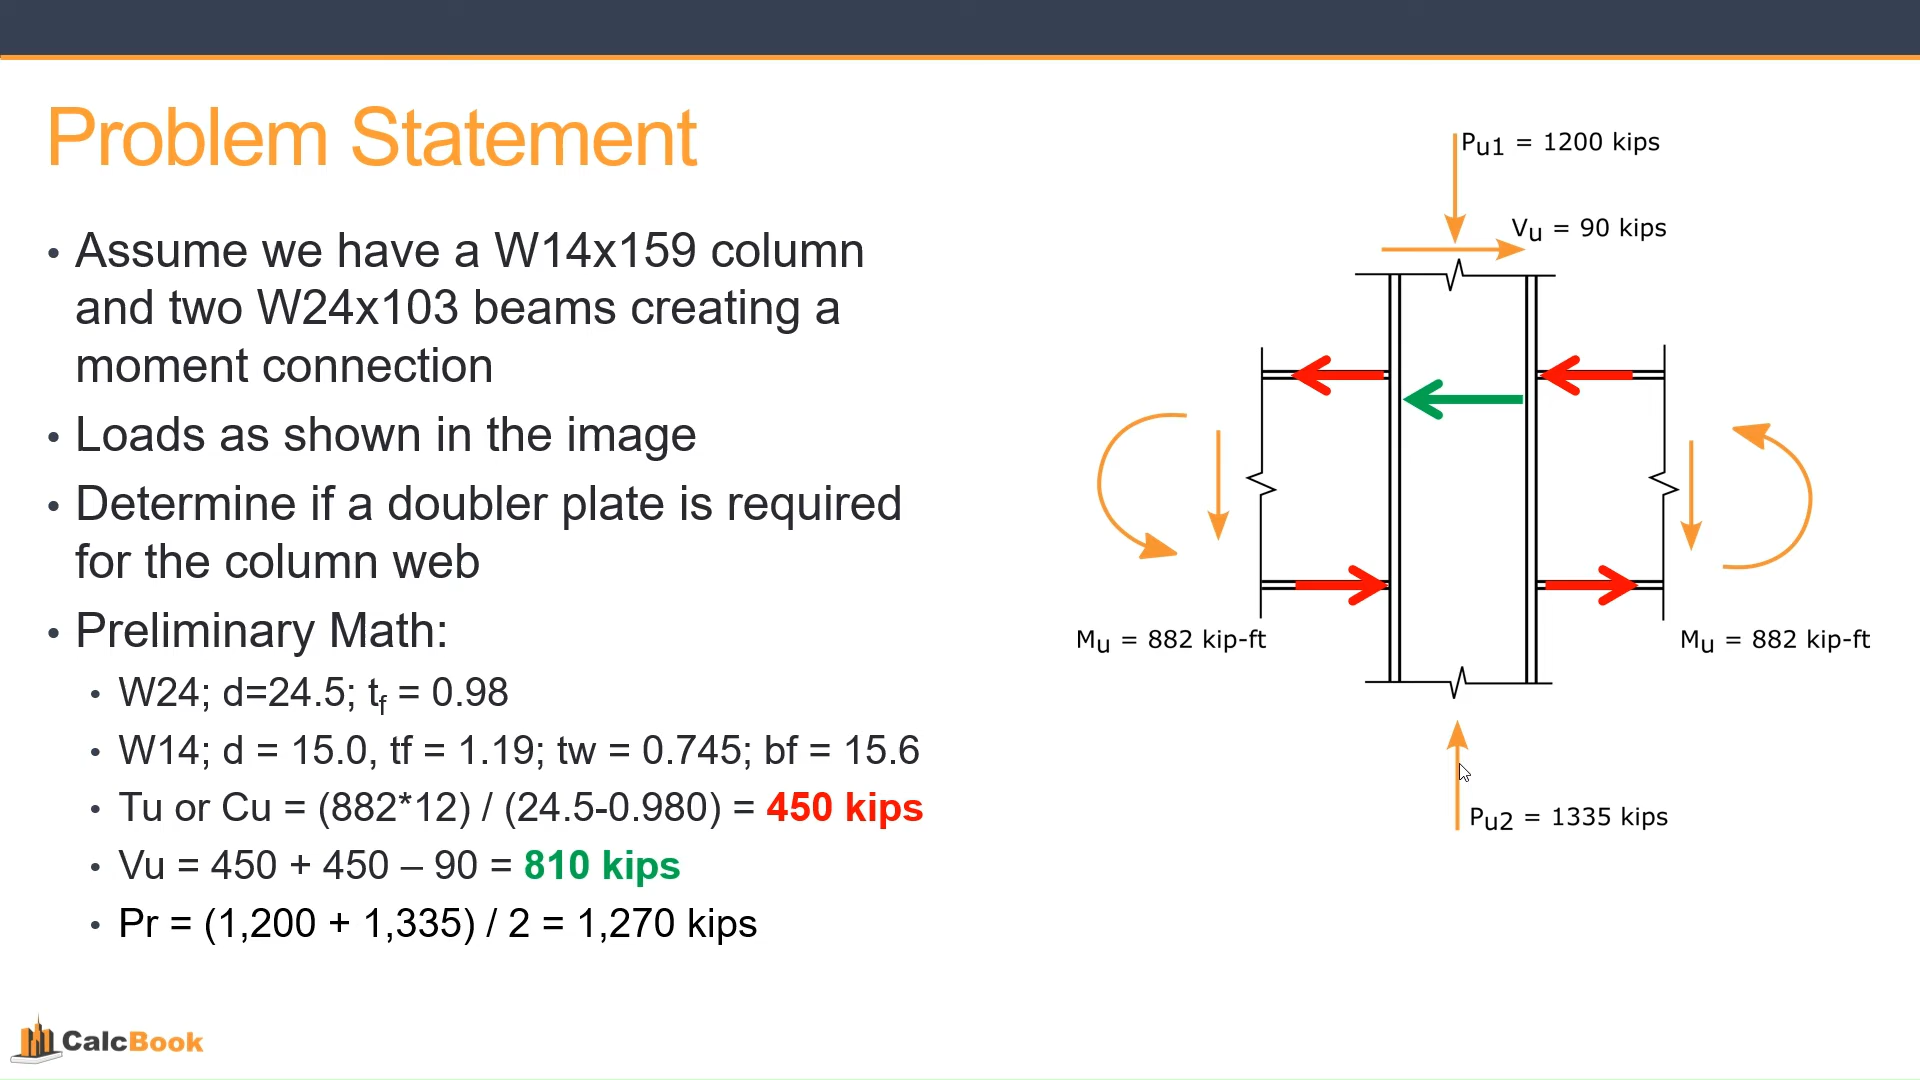 Problem Statement
• Assume we have a W14x159 column
and two W24x103 beams creating a
moment connection
• Loads as shown in the image
• Determine if a doubler plate is required
for the column web
• Preliminary Math:
• W24; d=24.5; tf = 0.98
• W14; d = 15.0, tf = 1.19; tw = 0.745; bf = 15.6
• Tu or Cu = (882*12) / (24.5-0.980) = 450 kips
• Vu = 450 + 450 – 90 = 810 kips
• Pr = (1,200 + 1,335) / 2 = 1,270 kips
Pu1 = 1200 kips
Vu = 90 kips
Mu = 882 kip-ft
Mu = 882 kip-ft
Pu2 = 1335 kips
CalcBook